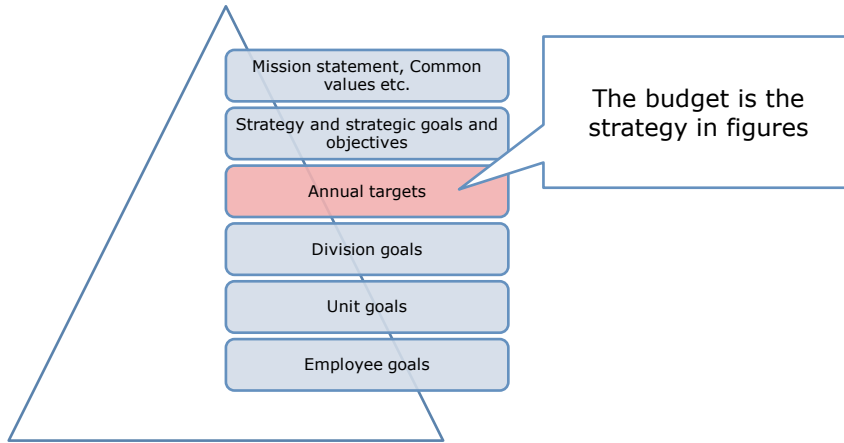 Mission statement, Common
values etc.
Strategy and strategic goals and
objectives
Annual targets
Division goals
Unit goals
Employee goals
The budget is the
strategy in figures